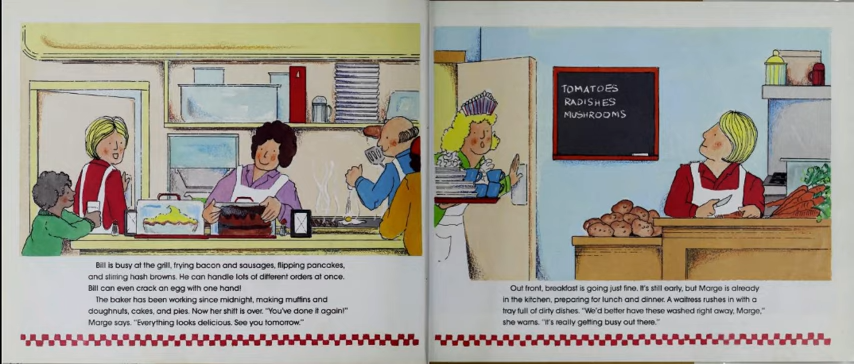 TOMATOES
RADISHES
MUSHROOMS
Bill is busy at the grill, frying bacon and sausages, flipping pancakes,
and stirring hash browns. He can handle lots of different orders at once.
Bill can even crack an egg with one hand!
The baker has been working since midnight, making muffins and
doughnuts, cakes, and pies. Now her shift is over. "You've done it again!"
Marge says. "Everything looks delicious. See you tomorrow."
Out front, breakfast is going just fine. It's still early, but Marge is already
in the kitchen, preparing for lunch and dinner. A waitress rushes in with a
tray full of dirty dishes. "We'd better have these washed right away, Marge,"
she warns. "It's really getting busy out there."